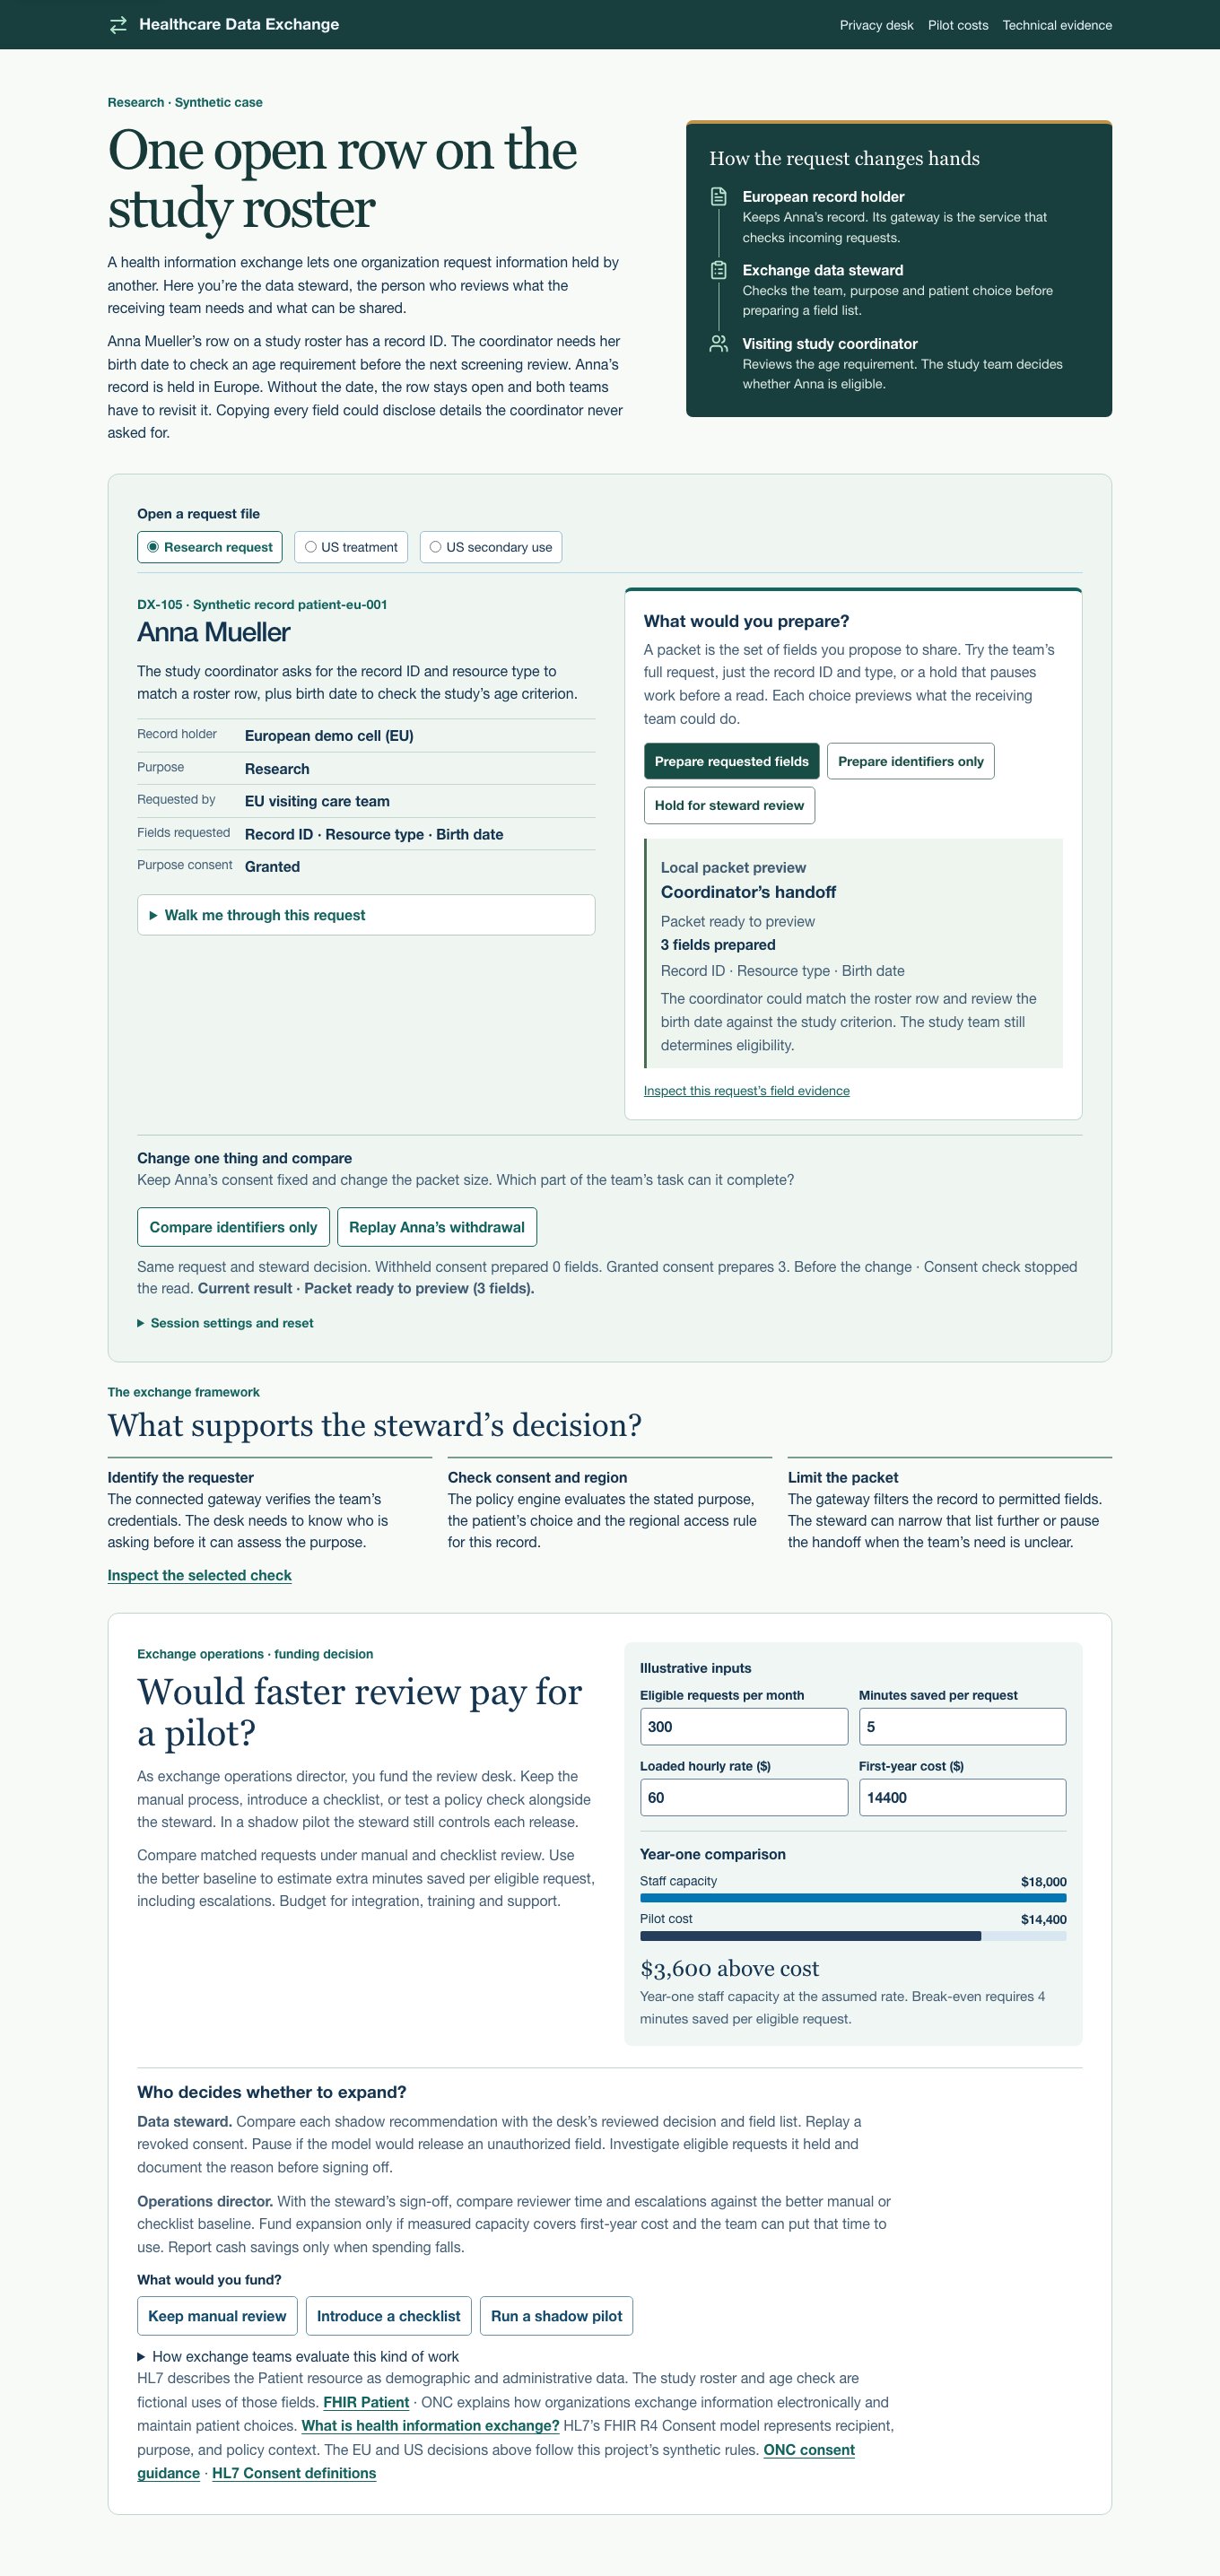 Healthcare Data Exchange
Privacy desk
Pilot costs
Technical evidence
Research · Synthetic case
One open row on the
study roster
A health information exchange lets one organization request information held by
another. Here you’re the data steward, the person who reviews what the
receiving team needs and what can be shared.
Anna Mueller’s row on a study roster has a record ID. The coordinator needs her
birth date to check an age requirement before the next screening review. Anna’s
record is held in Europe. Without the date, the row stays open and both teams
have to revisit it. Copying every field could disclose details the coordinator never
asked for.
How the request changes hands
European record holder
Keeps Anna’s record. Its gateway is the service that
checks incoming requests.
Exchange data steward
Checks the team, purpose and patient choice before
preparing a field list.
Visiting study coordinator
Reviews the age requirement. The study team decides
whether Anna is eligible.
Open a request file
Research request
US treatment
US secondary use
DX-105 · Synthetic record patient-eu-001
Anna Mueller
The study coordinator asks for the record ID and resource type to
match a roster row, plus birth date to check the study’s age criterion.
Record holder European demo cell (EU)
Purpose Research
Requested by EU visiting care team
Fields requested Record ID · Resource type · Birth date
Purpose consent Granted
Walk me through this request
What would you prepare?
A packet is the set of fields you propose to share. Try the team’s
full request, just the record ID and type, or a hold that pauses
work before a read. Each choice previews what the receiving
team could do.
Prepare requested fields
Prepare identifiers only
Hold for steward review
Local packet preview
Coordinator’s handoff
Packet ready to preview
3 fields prepared
Record ID · Resource type · Birth date
The coordinator could match the roster row and review the
birth date against the study criterion. The study team still
determines eligibility.
Inspect this request’s field evidence
Change one thing and compare
Keep Anna’s consent fixed and change the packet size. Which part of the team’s task can it complete?
Compare identifiers only
Replay Anna’s withdrawal
Same request and steward decision. Withheld consent prepared 0 fields. Granted consent prepares 3. Before the change · Consent check stopped
the read. Current result · Packet ready to preview (3 fields).
Session settings and reset
The exchange framework
What supports the steward’s decision?
Identify the requester
The connected gateway verifies the team’s
credentials. The desk needs to know who is
asking before it can assess the purpose.
Check consent and region
The policy engine evaluates the stated purpose,
the patient’s choice and the regional access rule
for this record.
Limit the packet
The gateway filters the record to permitted fields.
The steward can narrow that list further or pause
the handoff when the team’s need is unclear.
Inspect the selected check
Exchange operations · funding decision
Would faster review pay for
a pilot?
As exchange operations director, you fund the review desk. Keep the
manual process, introduce a checklist, or test a policy check alongside
the steward. In a shadow pilot the steward still controls each release.
Compare matched requests under manual and checklist review. Use
the better baseline to estimate extra minutes saved per eligible request,
including escalations. Budget for integration, training and support.
Illustrative inputs
Eligible requests per month
300
Minutes saved per request
5
Loaded hourly rate ($)
60
First-year cost ($)
14400
Year-one comparison
Staff capacity $18,000
Pilot cost $14,400
$3,600 above cost
Year-one staff capacity at the assumed rate. Break-even requires 4
minutes saved per eligible request.
Who decides whether to expand?
Data steward. Compare each shadow recommendation with the desk’s reviewed decision and field list. Replay a
revoked consent. Pause if the model would release an unauthorized field. Investigate eligible requests it held and
document the reason before signing off.
Operations director. With the steward’s sign-off, compare reviewer time and escalations against the better manual or
checklist baseline. Fund expansion only if measured capacity covers first-year cost and the team can put that time to
use. Report cash savings only when spending falls.
What would you fund?
Keep manual review
Introduce a checklist
Run a shadow pilot
How exchange teams evaluate this kind of work
HL7 describes the Patient resource as demographic and administrative data. The study roster and age check are
fictional uses of those fields. FHIR Patient · ONC explains how organizations exchange information electronically and
maintain patient choices. What is health information exchange? HL7’s FHIR R4 Consent model represents recipient,
purpose, and policy context. The EU and US decisions above follow this project’s synthetic rules. ONC consent
guidance · HL7 Consent definitions